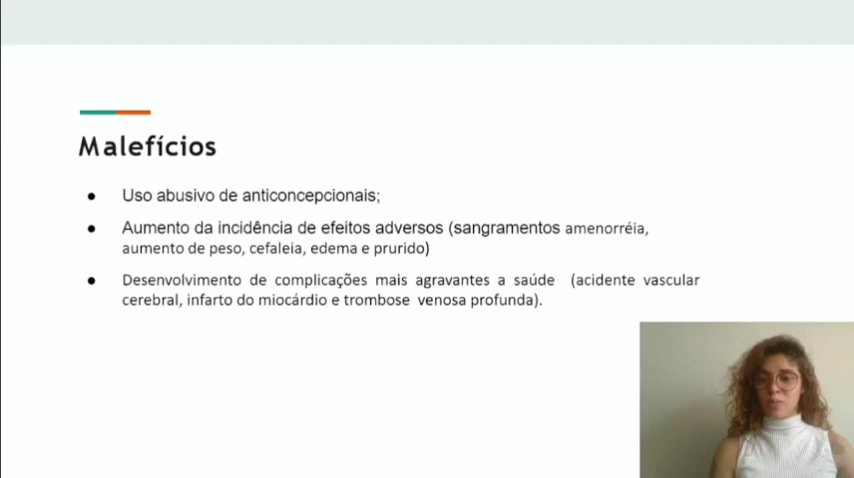 Malefícios
● Uso abusivo de anticoncepcionais;
● Aumento da incidência de efeitos adversos (sangramentos amenorréia,
aumento de peso, cefaleia, edema e prurido)
● Desenvolvimento de complicações mais agravantes a saúde (acidente vascular
cerebral, infarto do miocárdio e trombose venosa profunda).